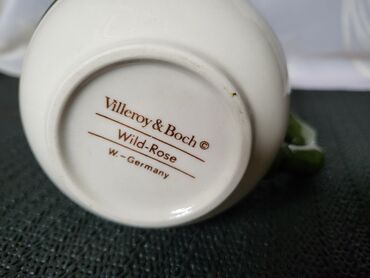 Villeroy & Boch ©
Wild-Rose
W.-Germany